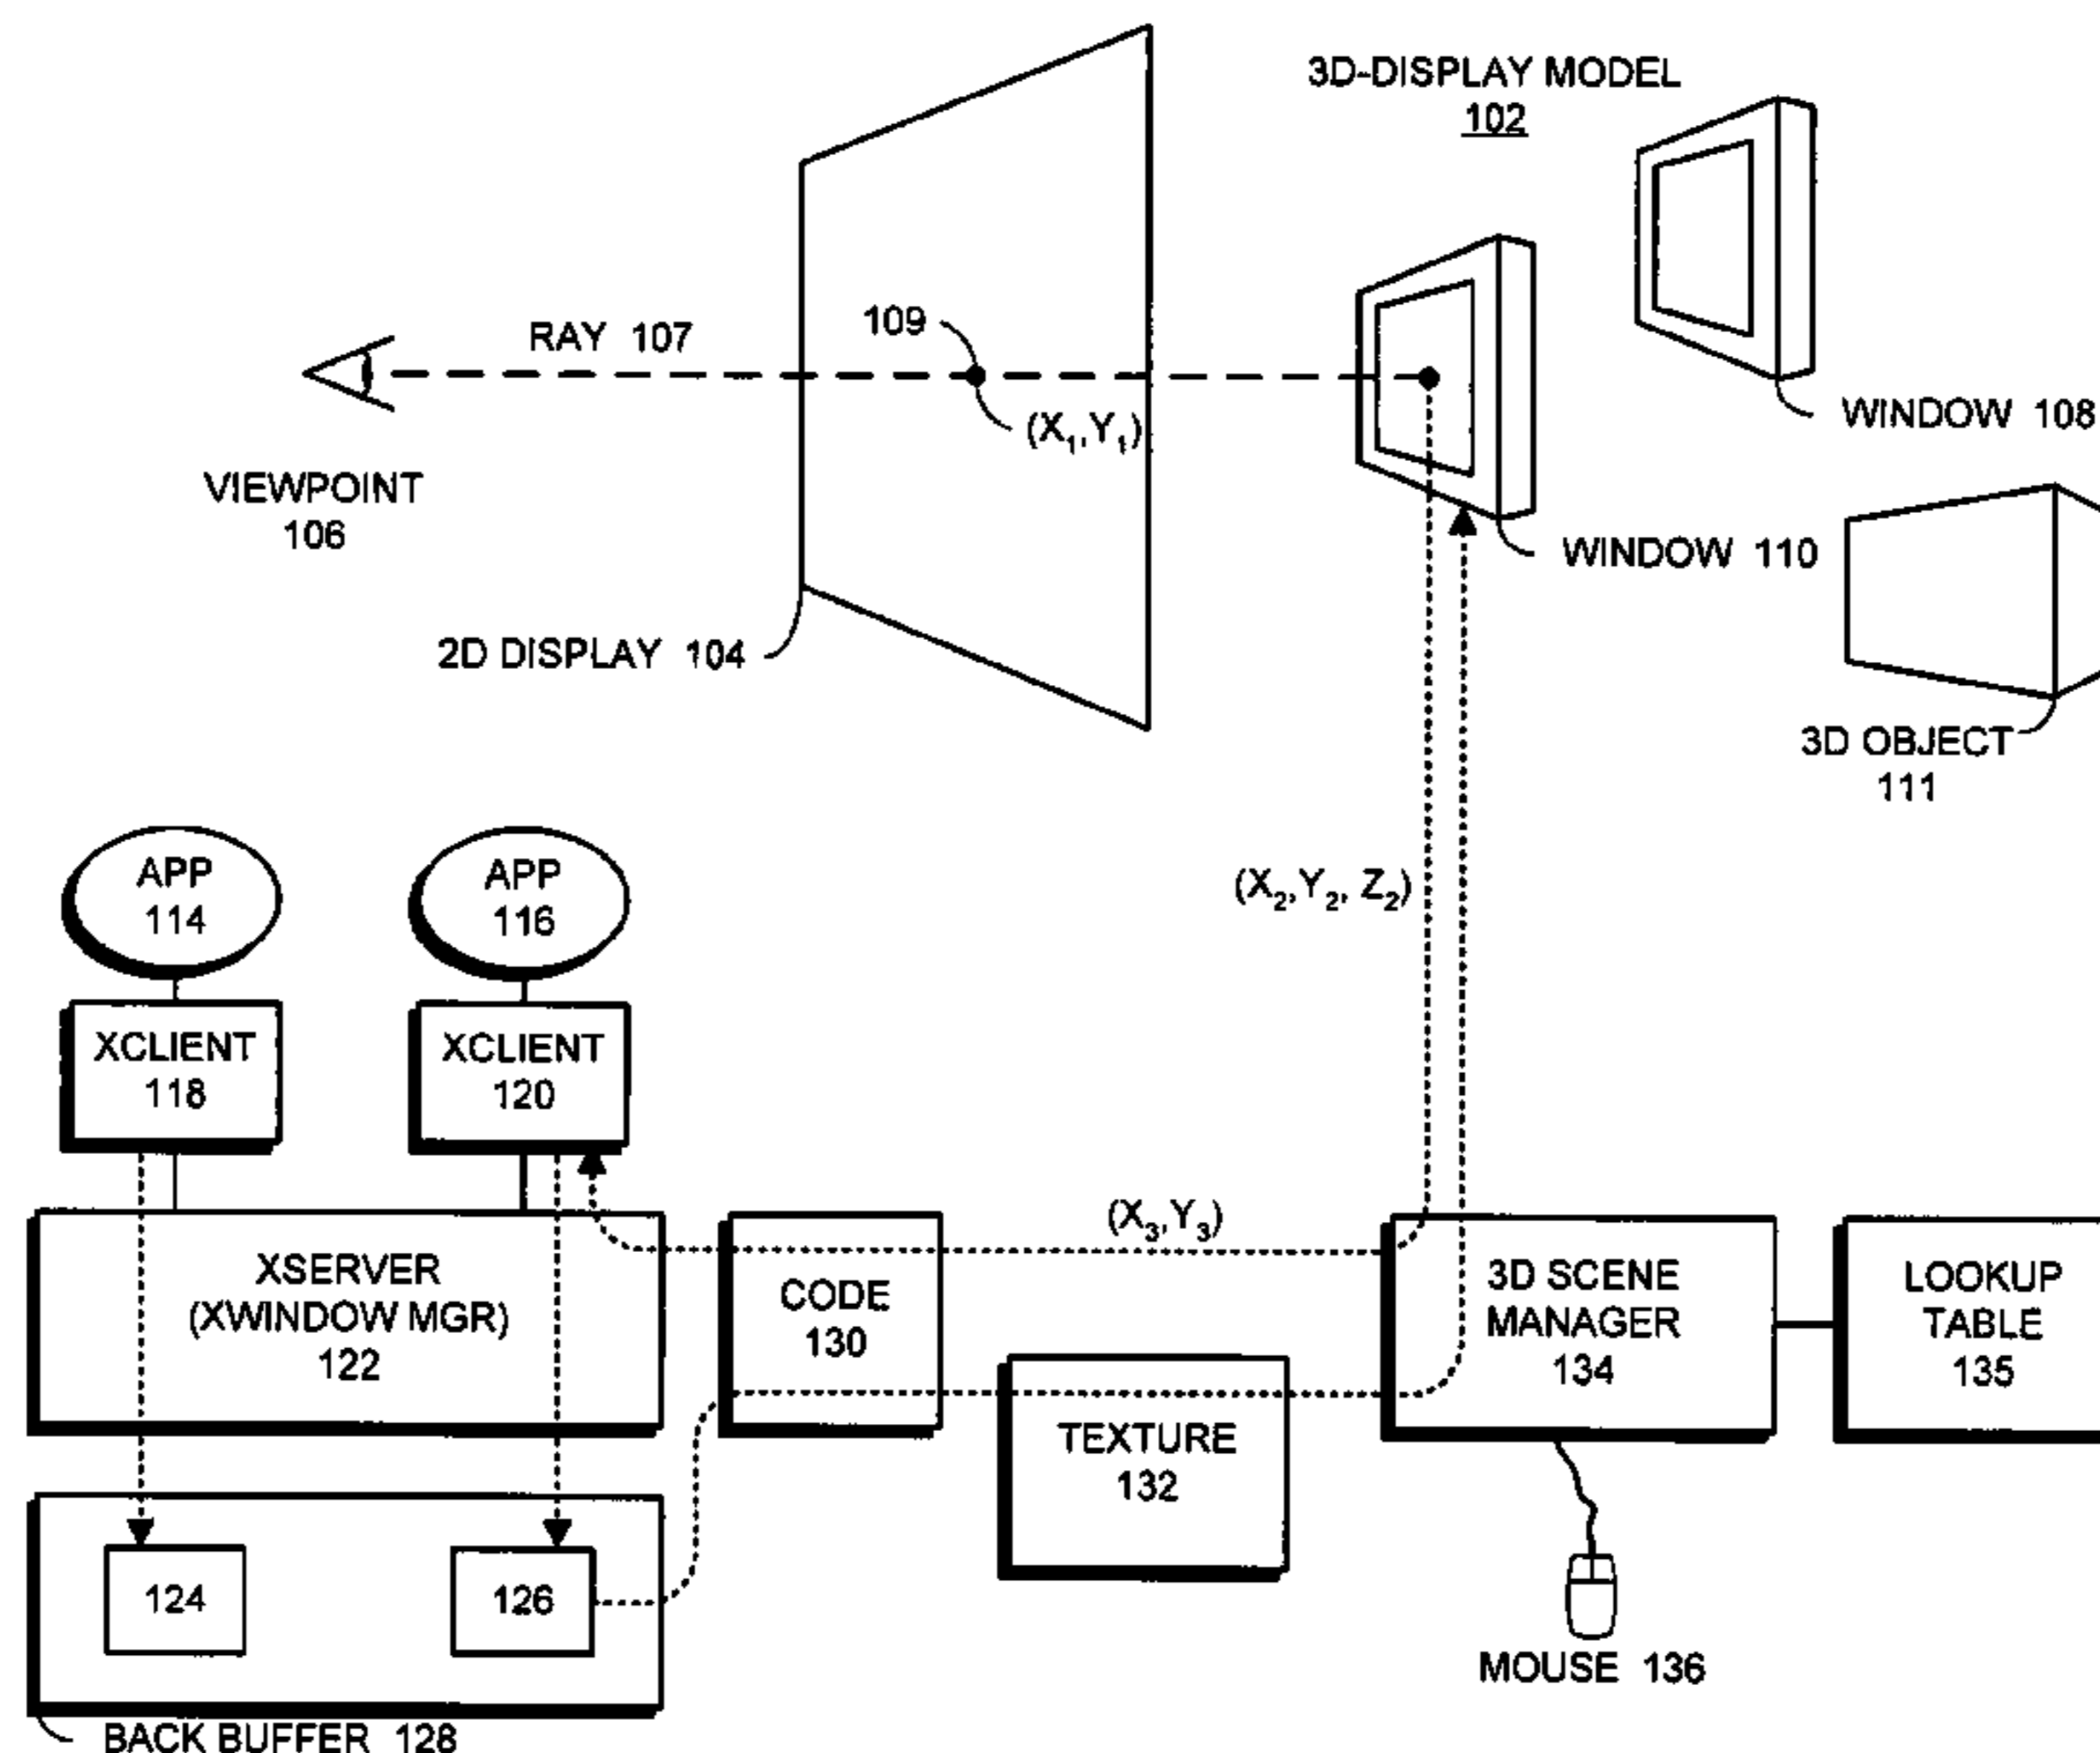 3D-DISPLAY MODEL
102
RAY 107
109
(X₁,Y₁)
WINDOW 108
VIEWPOINT
106
WINDOW 110
2D DISPLAY 104
3D OBJECT
111
APP
114
APP
116
(X₂,Y₂, Z₂)
XCLIENT
118
XCLIENT
120
(X₃,Y₃)
XSERVER
(XWINDOW MGR)
122
CODE
130
3D SCENE
MANAGER
134
LOOKUP
TABLE
135
TEXTURE
132
124
126
MOUSE 136
BACK BUFFER 128